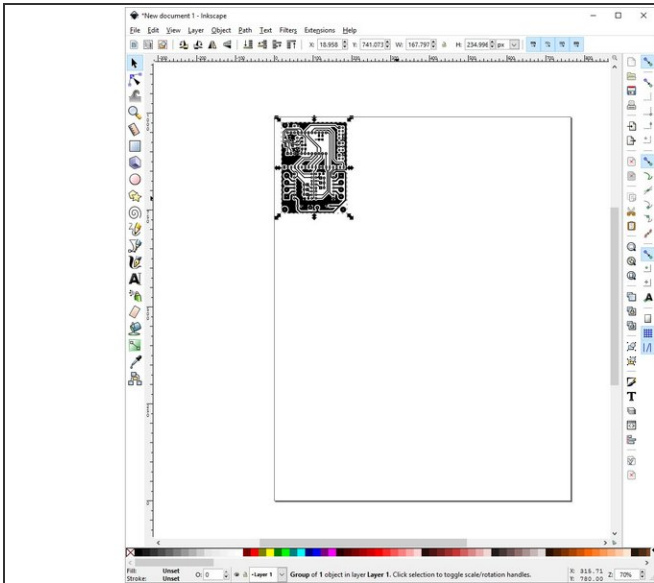 *New document 1 - Inkscape
File Edit View Layer Object Path Text Filters Extensions Help
X: 18.958 Y: 741.073 W: 167.797 H: 234.996 px
Fill: Unset
Stroke: Unset
O: 0
Layer 1
Group of 1 object in layer Layer 1. Click selection to toggle scale/rotation handles.
X: 316.71
Y: 780.00
Z: 70%